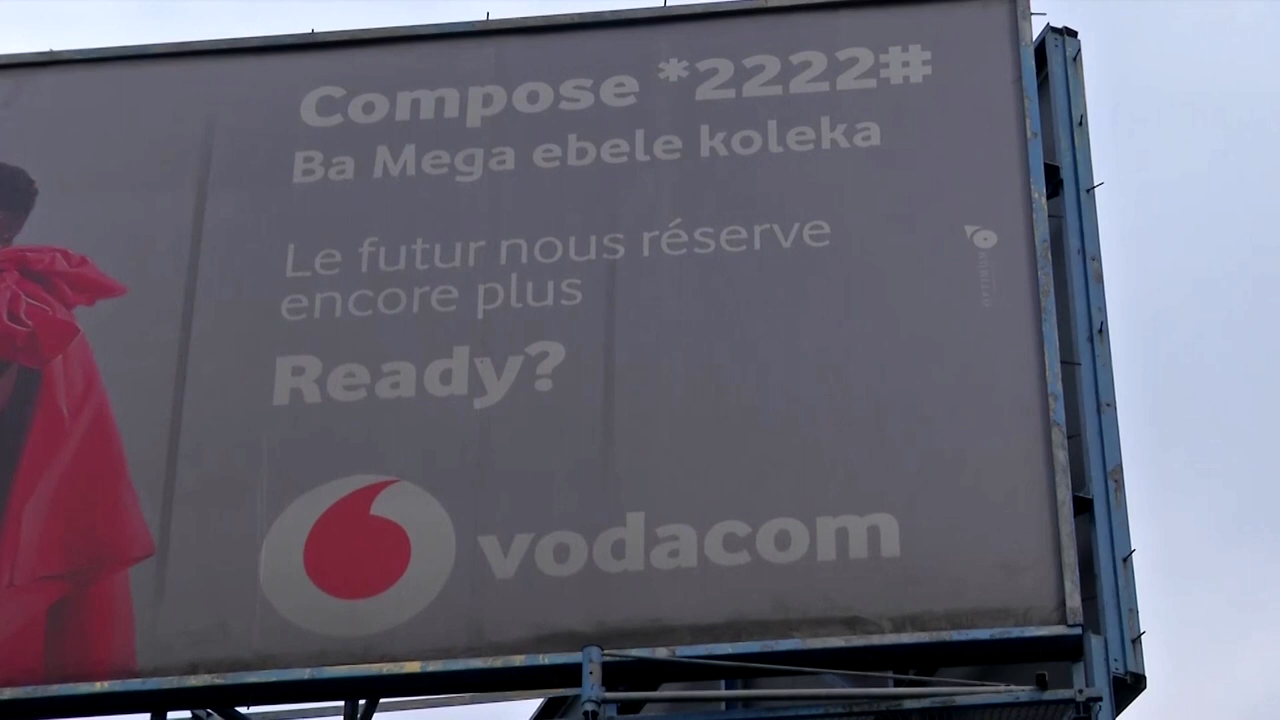 Compose *2222#
Ba Mega ebele koleka
Le futur nous réserve
encore plus
Ready?
vodacom